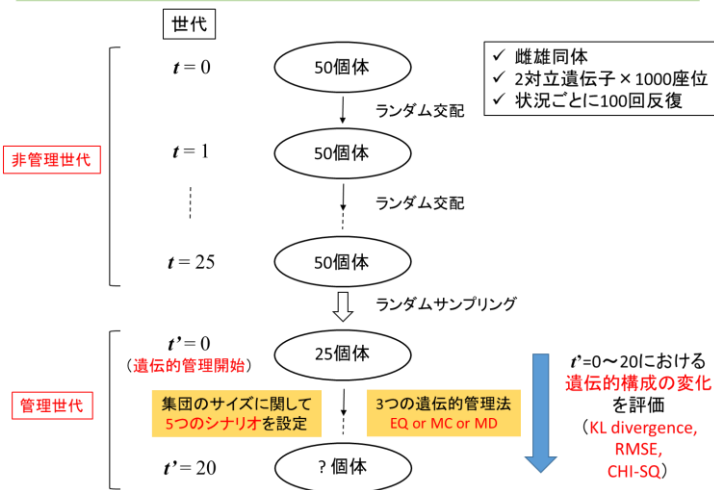 世代
t = 0
50個体
✓ 雌雄同体
✓ 2対立遺伝子×1000座位
✓ 状況ごとに100回反復
ランダム交配
非管理世代
t = 1
50個体
ランダム交配
t = 25
50個体
ランダムサンプリング
t’= 0
(遺伝的管理開始)
25個体
管理世代
集団のサイズに関して
5つのシナリオを設定
3つの遺伝的管理法
EQ or MC or MD
t’=0～20における
遺伝的構成の変化
を評価
(KL divergence,
RMSE,
CHI-SQ)
t’= 20
?個体